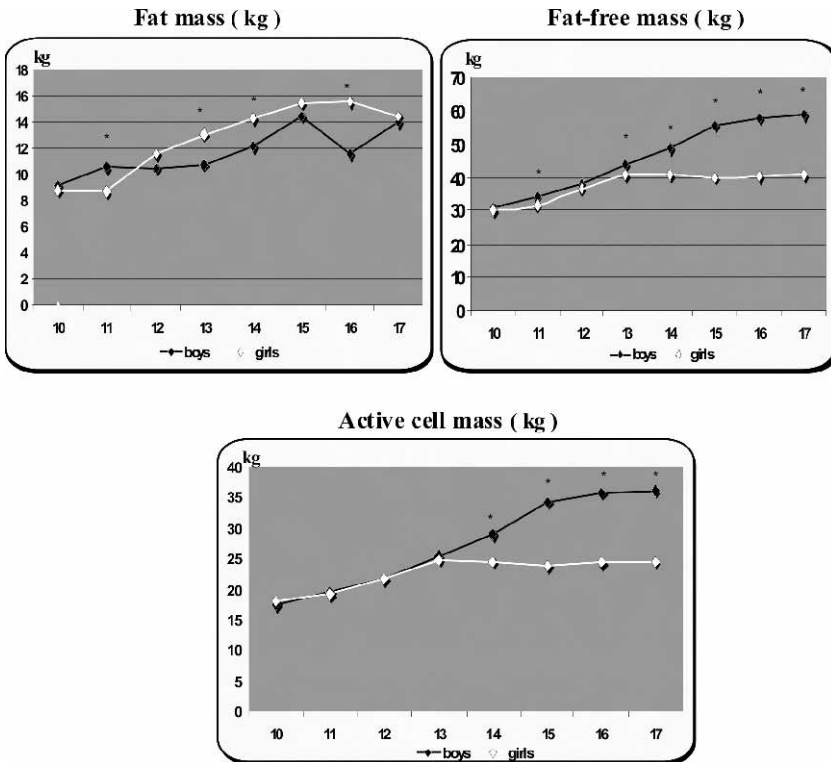 Fat mass ( kg )
kg
18
16
14
12
10
8
6
4
2
0
* * * *
10 11 12 13 14 15 16 17
boys girls
Fat-free mass ( kg )
kg
70
60
50
40
30
20
10
0
* * * * * *
10 11 12 13 14 15 16 17
boys girls
Active cell mass ( kg )
kg
40
35
30
25
20
15
10
5
0
* * * *
10 11 12 13 14 15 16 17
boys girls